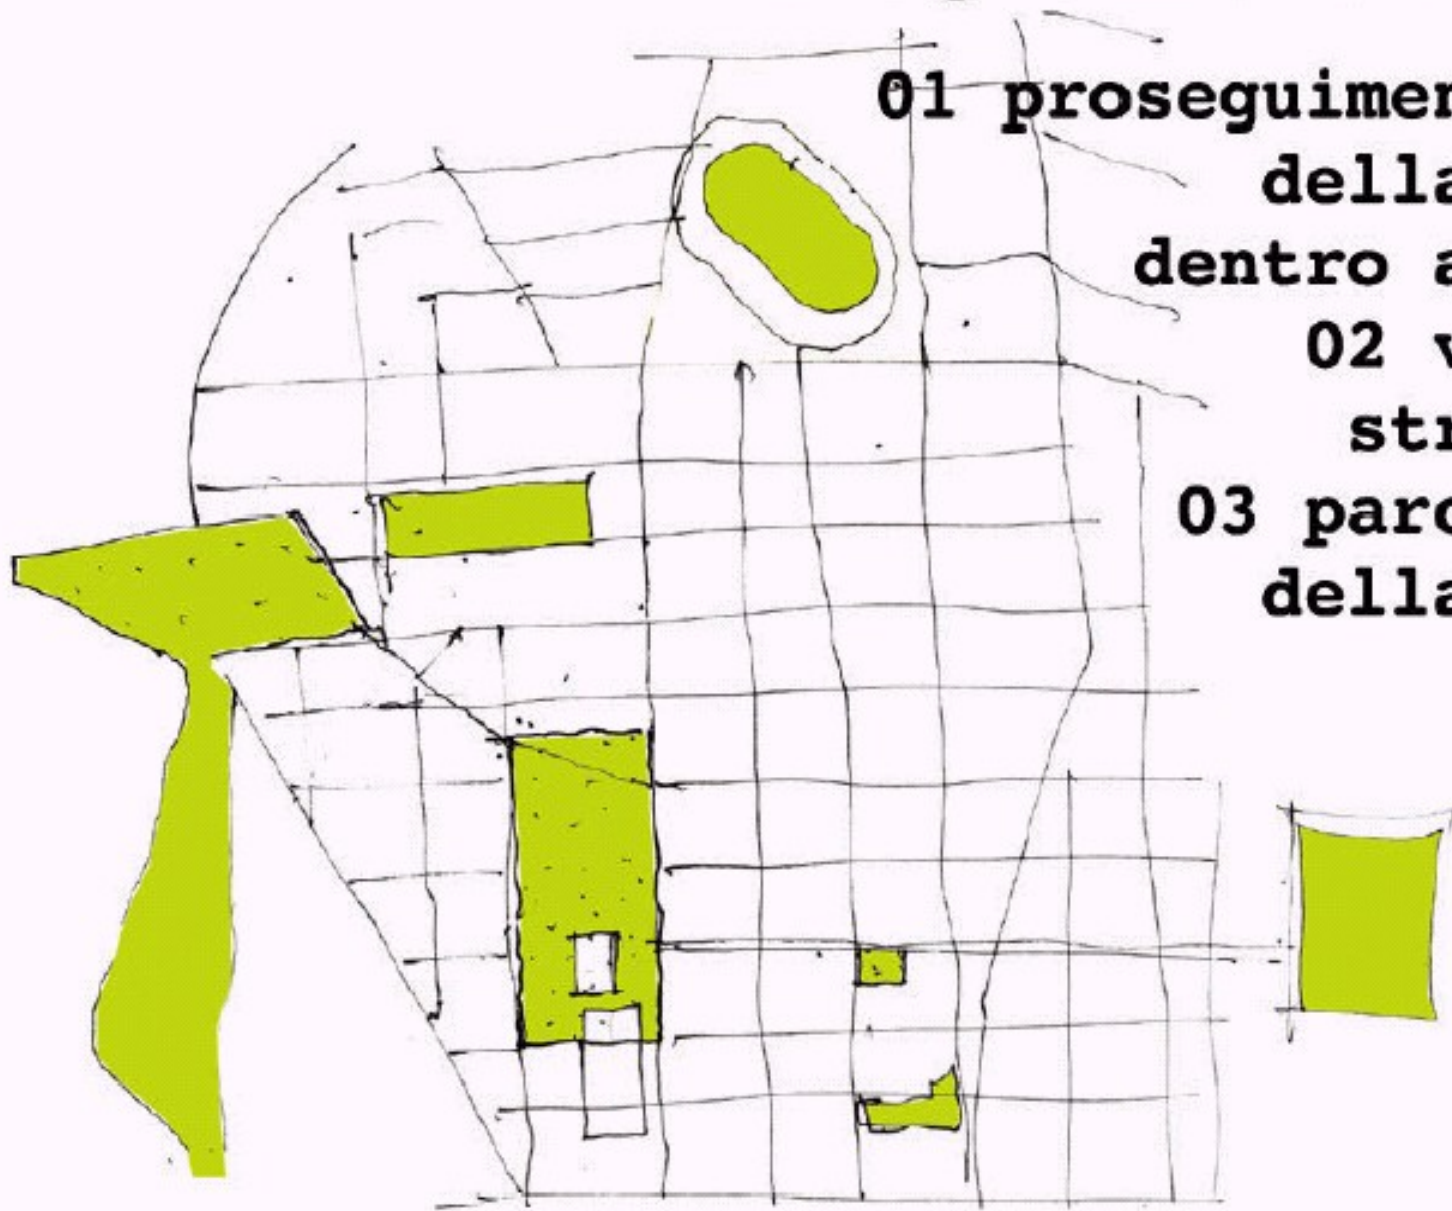 01 proseguimen
della
dentro a
02 v
str
03 parc
della